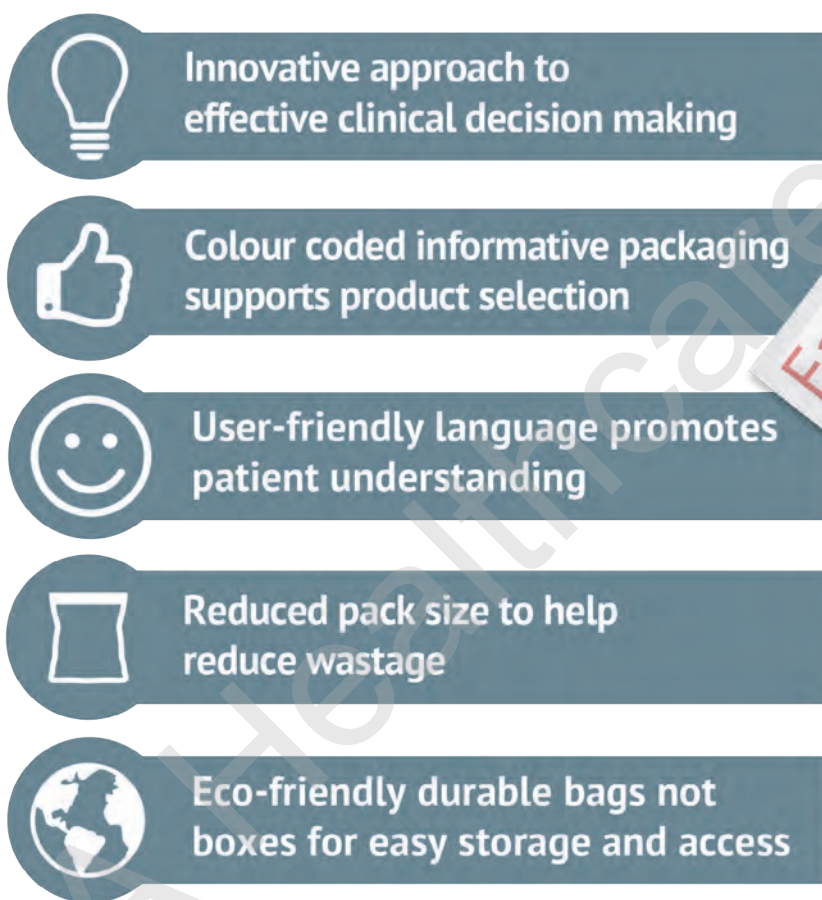 Innovative approach to
effective clinical decision making
Colour coded informative packaging
supports product selection
User-friendly language promotes
patient understanding
Reduced pack size to help
reduce wastage
Eco-friendly durable bags not
boxes for easy storage and access
Healthcare